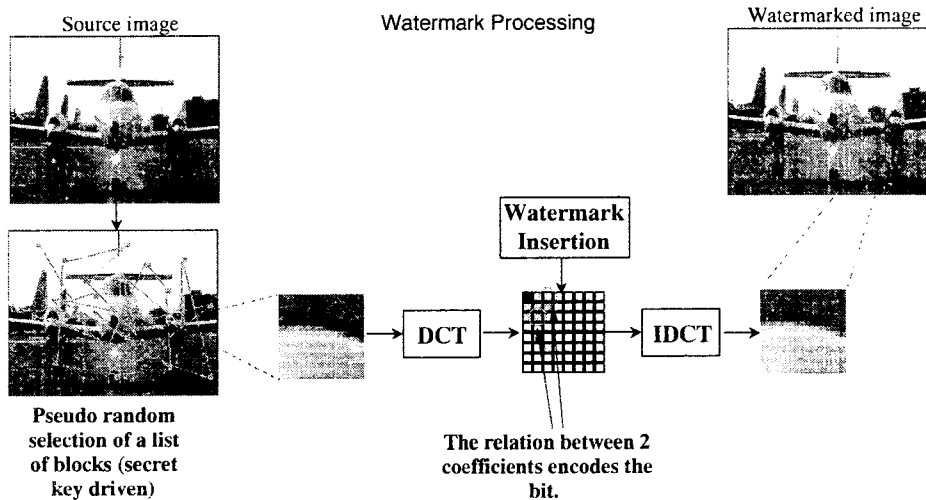 Source image
Watermark Processing
Watermarked image
Watermark
Insertion
DCT
IDCT
Pseudo random
selection of a list
of blocks (secret
key driven)
The relation between 2
coefficients encodes the
bit.